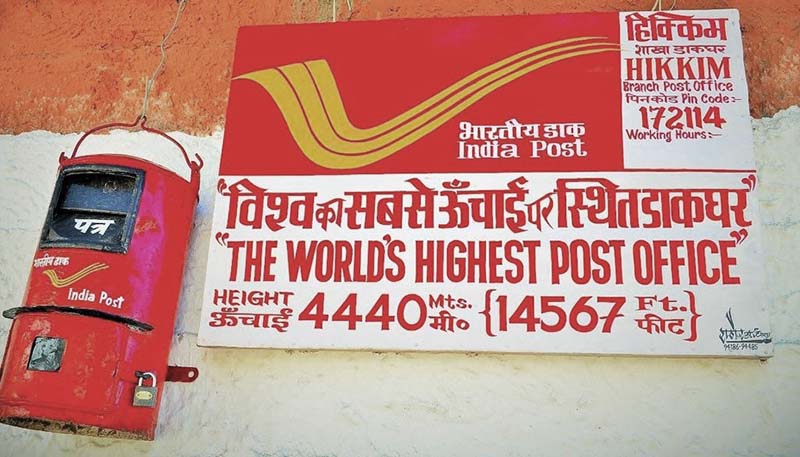 हिक्किम
शाखा डाकघर
HIKKIM
Branch Post Office
पिनकोड Pin Code:-
172114
Working Hours:-
भारतीय डाक
India Post
"विश्व का सबसे ऊँचाई पर स्थित डाकघर"
"THE WORLD'S HIGHEST POST OFFICE"
HEIGHT 4440 Mts. {14567 Ft.}
ऊँचाई मी० फीट
पत्र
भारतीय डाक
India Post